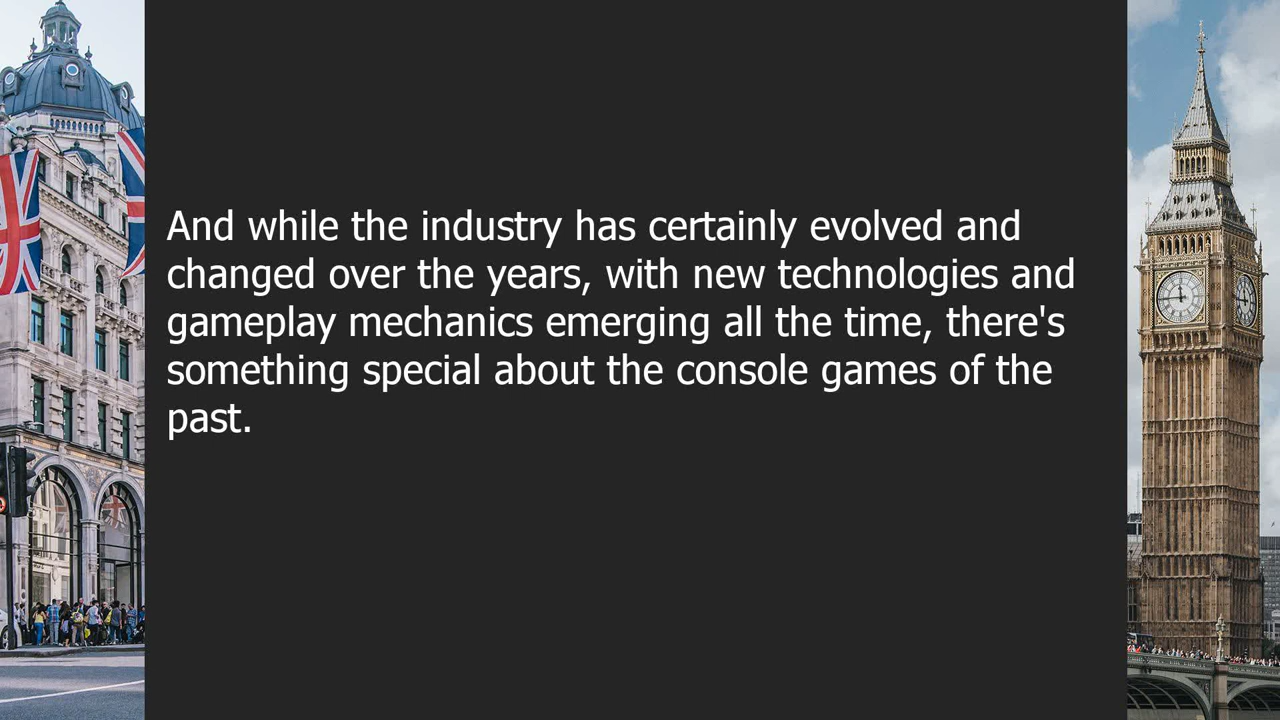 And while the industry has certainly evolved and
changed over the years, with new technologies and
gameplay mechanics emerging all the time, there's
something special about the console games of the
past.